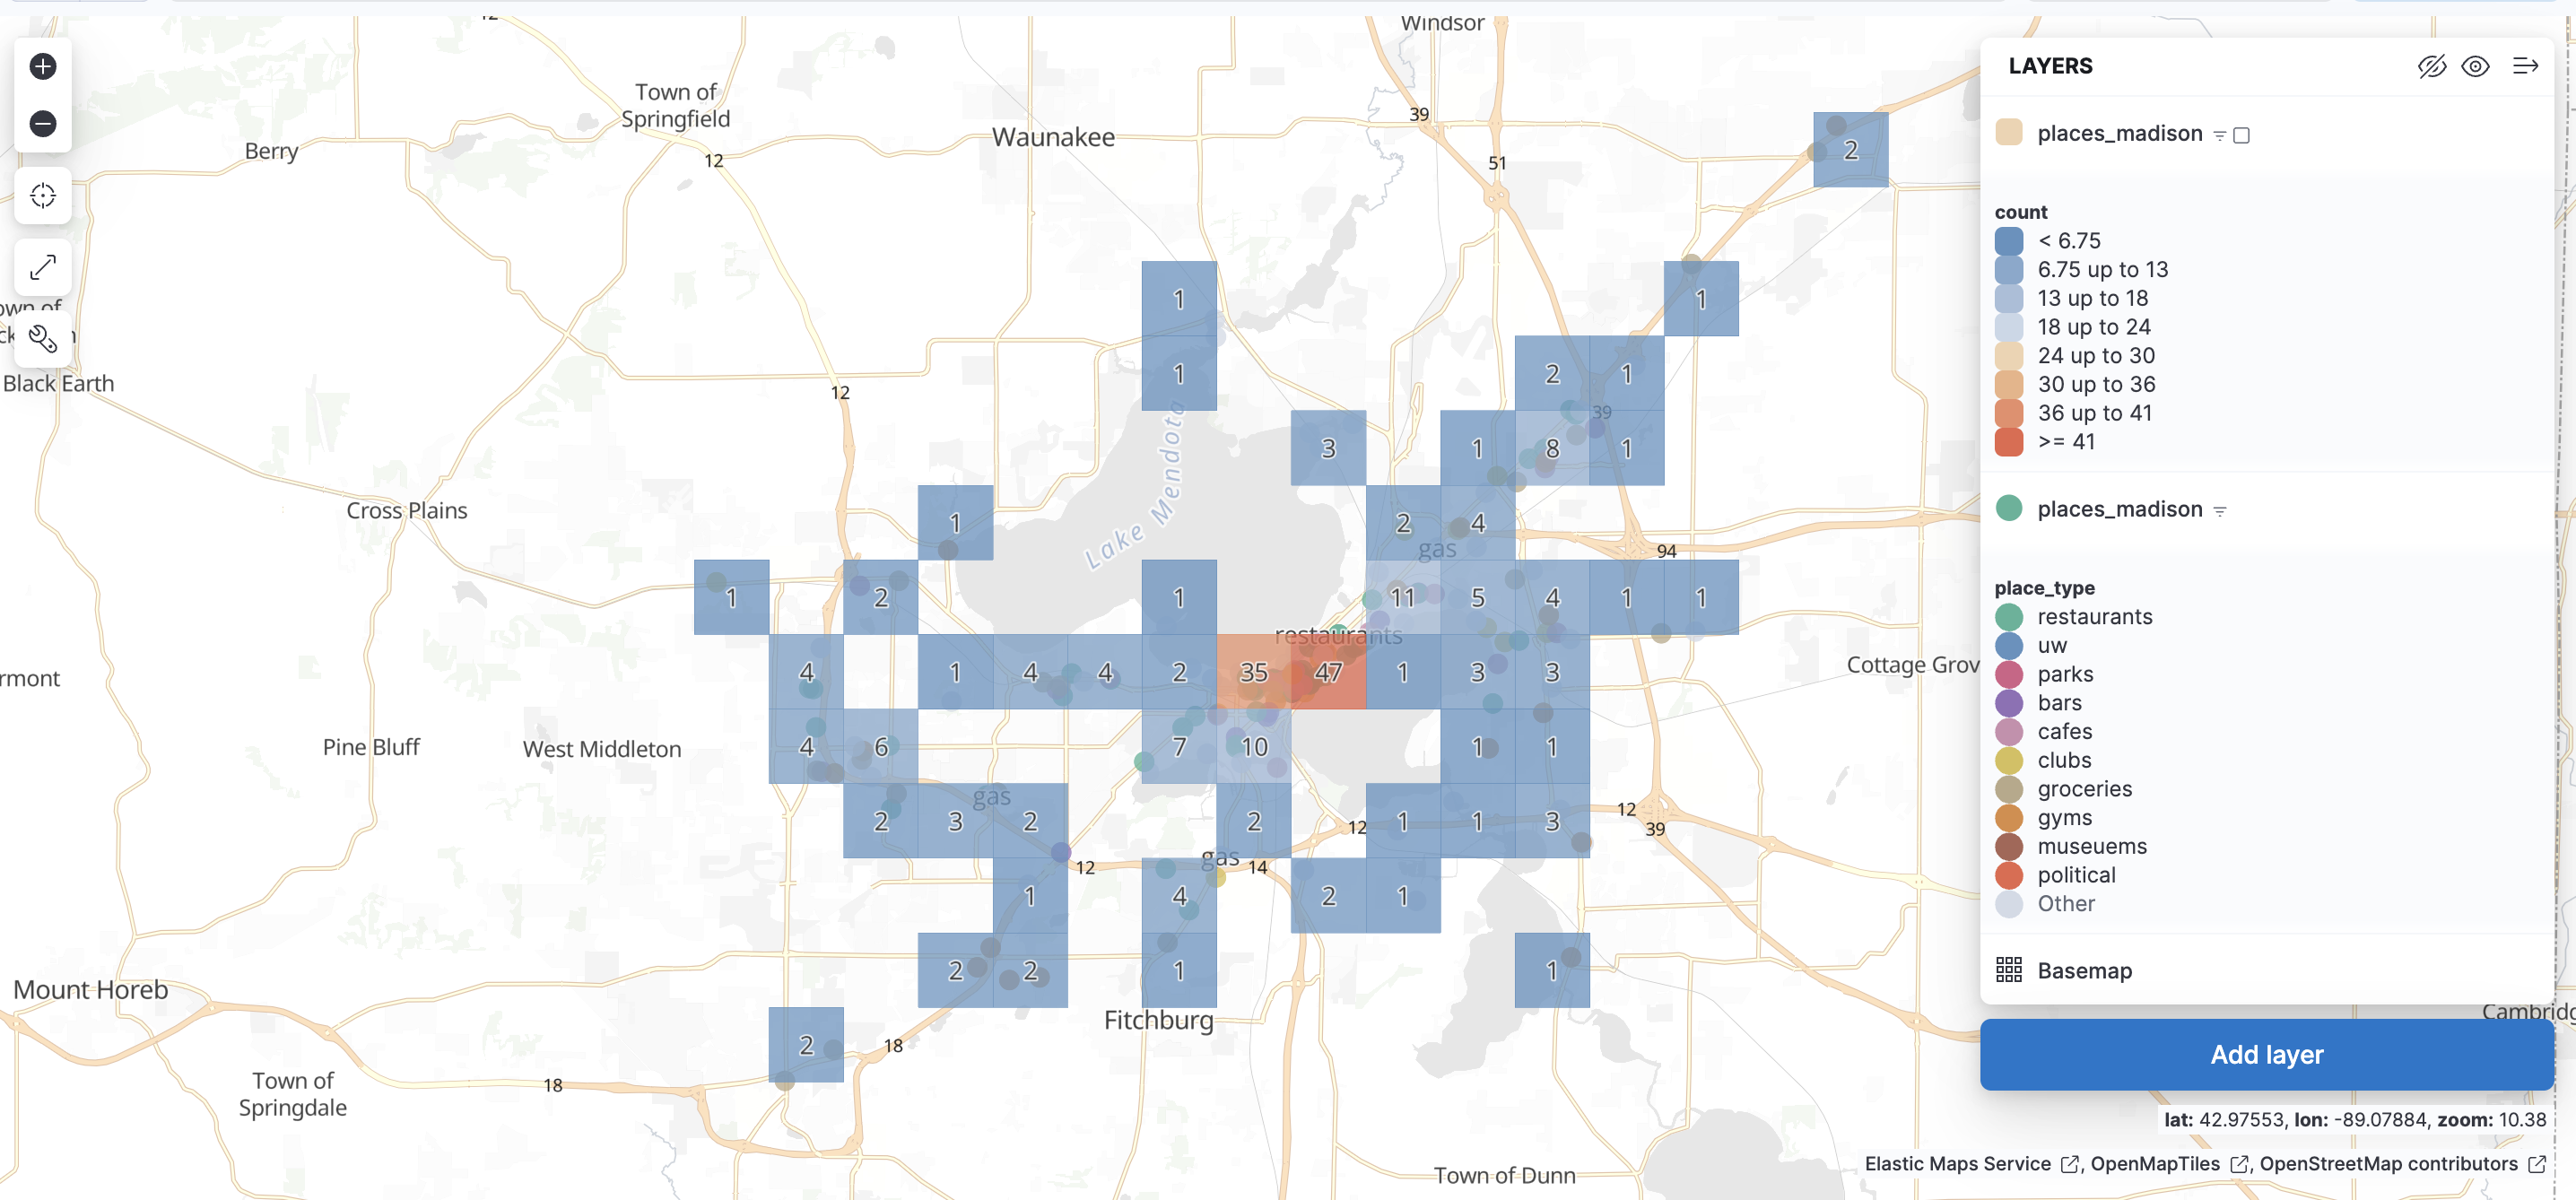 12
Windsor
Town of
Springfield
39
Waunakee
Berry
12
51
2
1
1
1
2
1
12
39
Black Earth
3
1
8
1
Cross Plains
Lake Mendota
1
2
4
gas
94
1
2
1
11
5
4
1
1
restaurants
4
1
4
4
2
35
47
1
3
3
Cottage Grov
rmont
Pine Bluff
West Middleton
4
6
7
10
1
1
gas
2
3
2
2
12
1
1
3
12
39
gas
12
14
1
4
2
1
2
2
1
1
Mount Horeb
Fitchburg
2
18
Town of
Springdale
18
Town of Dunn
Cambridg
LAYERS
places_madison
count
< 6.75
6.75 up to 13
13 up to 18
18 up to 24
24 up to 30
30 up to 36
36 up to 41
>= 41
places_madison
place_type
restaurants
uw
parks
bars
cafes
clubs
groceries
gyms
museuems
political
Other
Basemap
Add layer
lat: 42.97553, lon: -89.07884, zoom: 10.38
Elastic Maps Service , OpenMapTiles , OpenStreetMap contributors